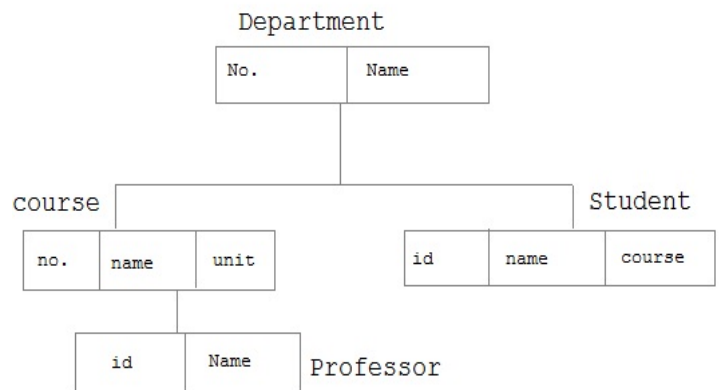 Department
No. Name
course
Student
no. name unit
id name course
id Name
Professor